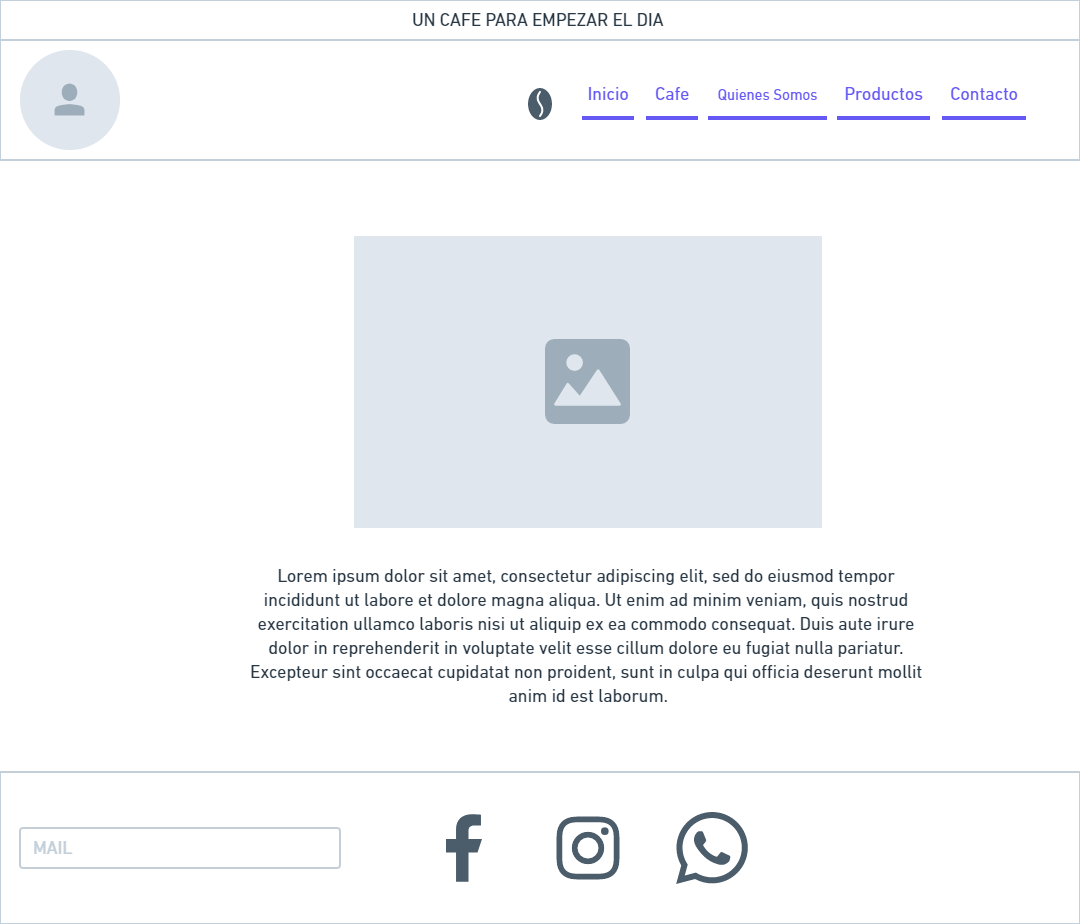 UN CAFE PARA EMPEZAR EL DIA
Inicio Cafe Quienes Somos Productos Contacto
Lorem ipsum dolor sit amet, consectetur adipiscing elit, sed do eiusmod tempor
incididunt ut labore et dolore magna aliqua. Ut enim ad minim veniam, quis nostrud
exercitation ullamco laboris nisi ut aliquip ex ea commodo consequat. Duis aute irure
dolor in reprehenderit in voluptate velit esse cillum dolore eu fugiat nulla pariatur.
Excepteur sint occaecat cupidatat non proident, sunt in culpa qui officia deserunt mollit
anim id est laborum.
MAIL